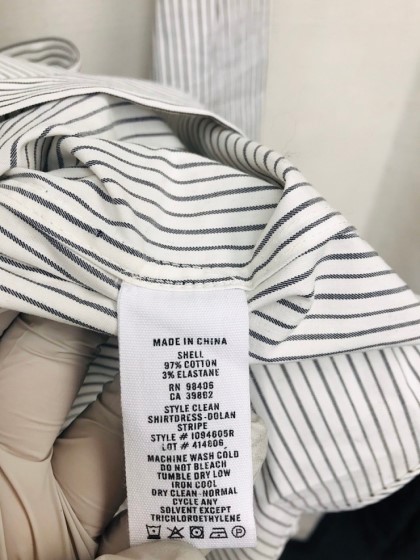 MADE IN CHINA
SHELL
97% COTTON
3% ELASTANE
RN 98406
CA 39802
STYLE CLEAN
SHIRTDRESS-DOLAN
STRIPE
STYLE # I094605R
LOT # 414606
MACHINE WASH COLD
DO NOT BLEACH
TUMBLE DRY LOW
IRON COOL
DRY CLEAN-NORMAL
CYCLE ANY
SOLVENT EXCEPT
TRICHLOROETHYLENE